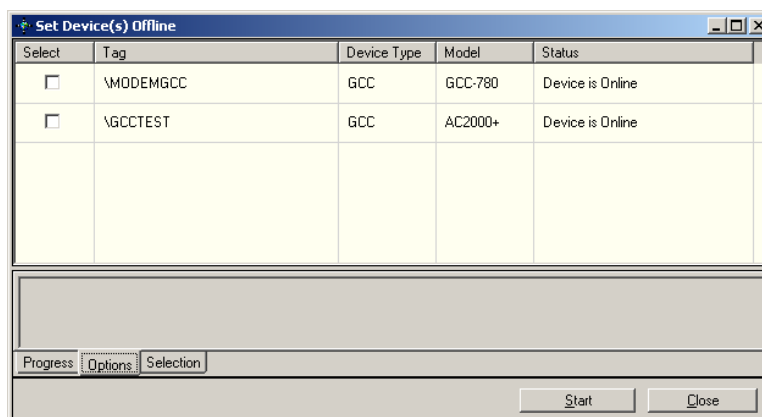 Set Device(s) Offline
Select Tag Device Type Model Status
\MODEMGCC GCC GCC-780 Device is Online
\GCCTEST GCC AC2000+ Device is Online
Progress Options Selection
Start Close